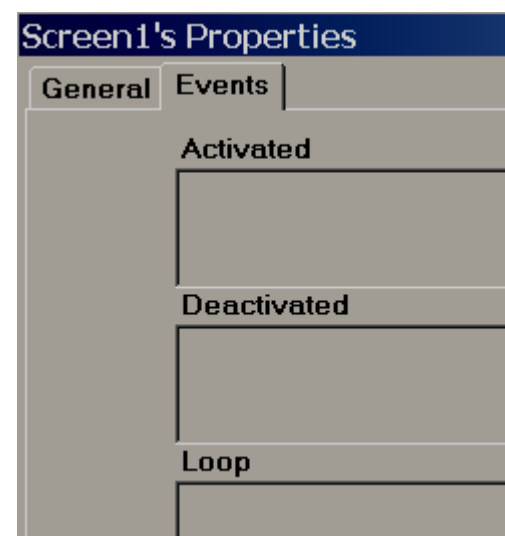 Screen1's Properties
General Events
Activated
Deactivated
Loop